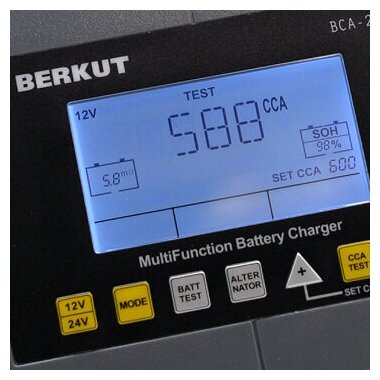 BCA-2
BERKUT
TEST
12V
588 CCA
SOH
98%
5.8mΩ
SET CCA 600
MultiFunction Battery Charger
12V
24V
MODE
BATT
TEST
ALTER
NATOR
+
CCA
TEST
SET C